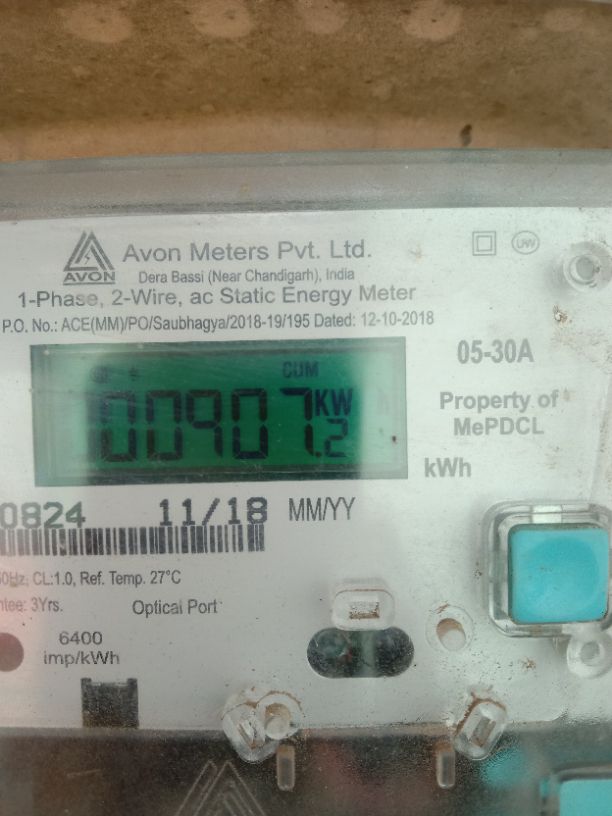 AVON
Avon Meters Pvt. Ltd.
Dera Bassi (Near Chandigarh), India
1-Phase, 2-Wire, ac Static Energy Meter
P.O. No.: ACE(MM)/PO/Saubhagya/2018-19/195 Dated: 12-10-2018
CUM
00907.2 KW
05-30A
Property of
MePDCL
kWh
0824 11/18 MM/YY
CL:1.0, Ref. Temp. 27°C
3Yrs. Optical Port
6400
imp/kWh